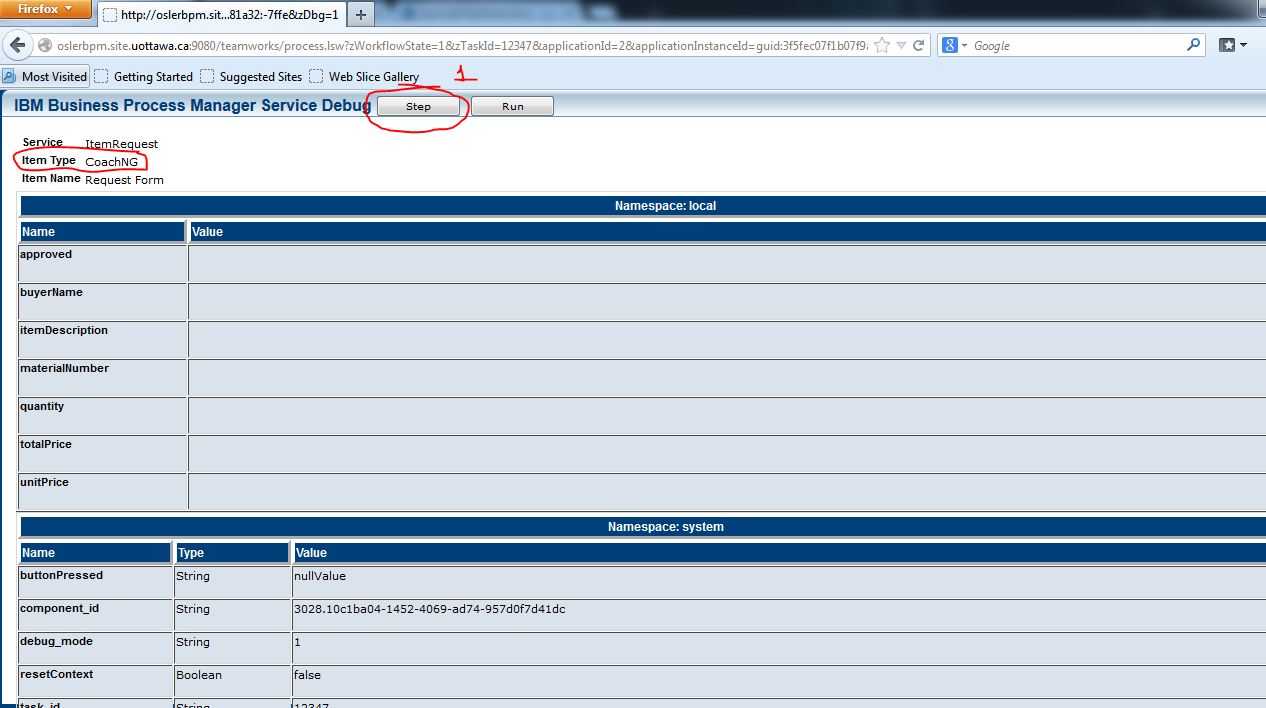 Firefox
http://oslerbpm.sit...81a32:-7ffe&zDbg=1
oslerbpm.site.uottawa.ca:9080/teamworks/process.lsw?zWorkflowState=1&zTaskId=12347&applicationId=2&applicationInstanceId=guid:3f5fec07f1b07f9
8 Google
Most Visited Getting Started Suggested Sites Web Slice Gallery 1
IBM Business Process Manager Service Debug Step Run
Service ItemRequest
Item Type CoachNG
Item Name Request Form
Namespace: local
Name Value
approved
buyerName
itemDescription
materialNumber
quantity
totalPrice
unitPrice
Namespace: system
Name Type Value
buttonPressed String nullValue
component_id String 3028.10c1ba04-1452-4069-ad74-957d0f7d41dc
debug_mode String 1
resetContext Boolean false
task_id String 12347